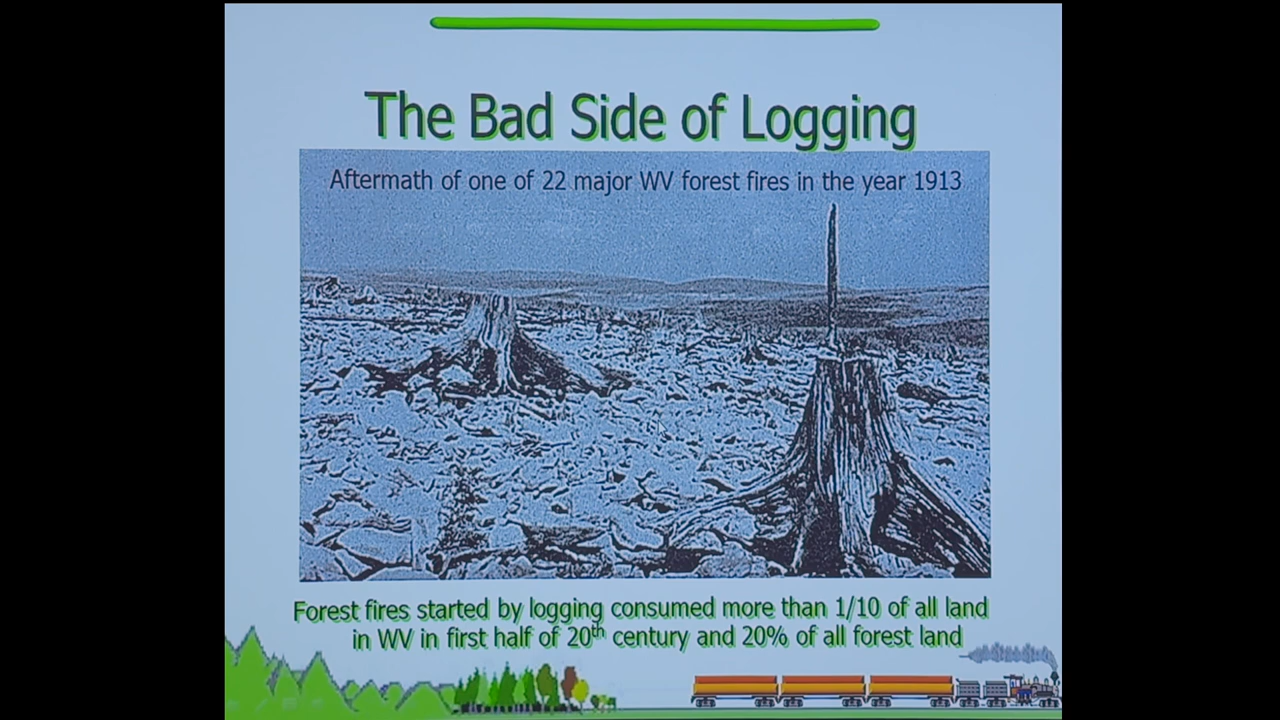 The Bad Side of Logging
Aftermath of one of 22 major WV forest fires in the year 1913
Forest fires started by logging consumed more than 1/10 of all land
in WV in first half of 20th century and 20% of all forest land